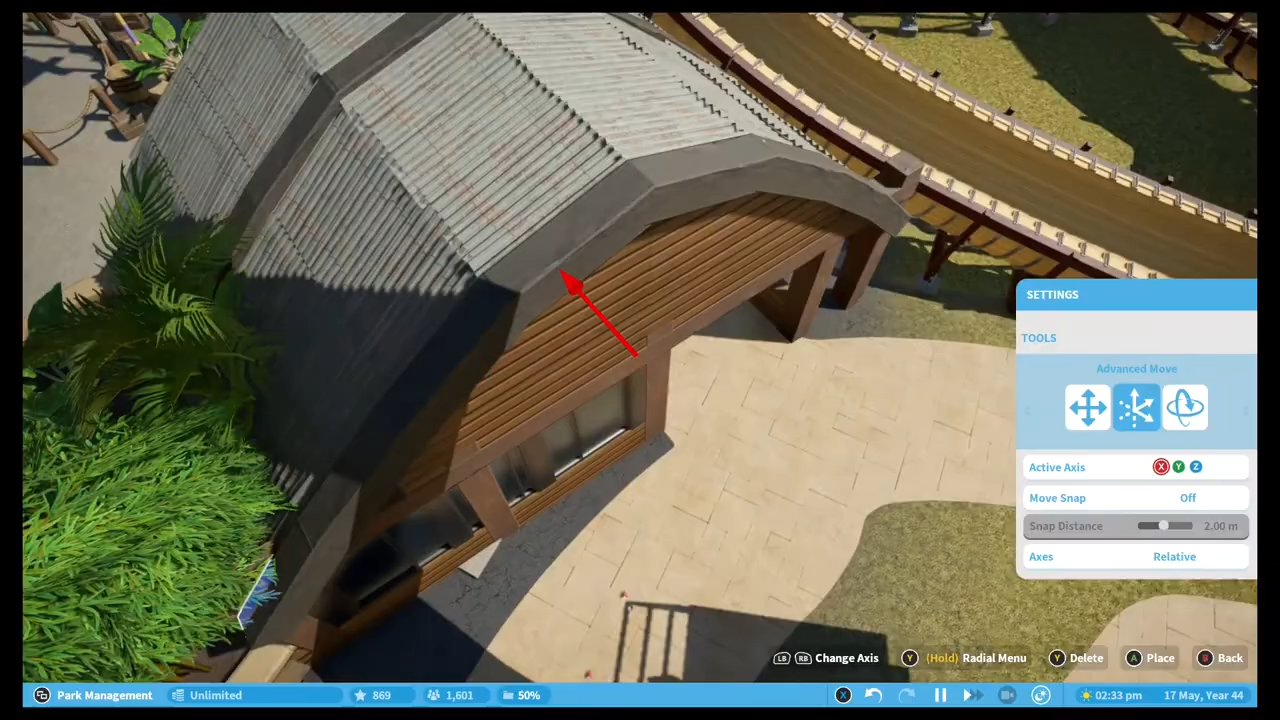 SETTINGS
TOOLS
Advanced Move
Active Axis X Y Z
Move Snap Off
Snap Distance 2.00 m
Axes Relative
LB RB Change Axis Y (Hold) Radial Menu Y Delete A Place B Back
Park Management Unlimited 869 1,601 50% X 02:33 pm 17 May, Year 44